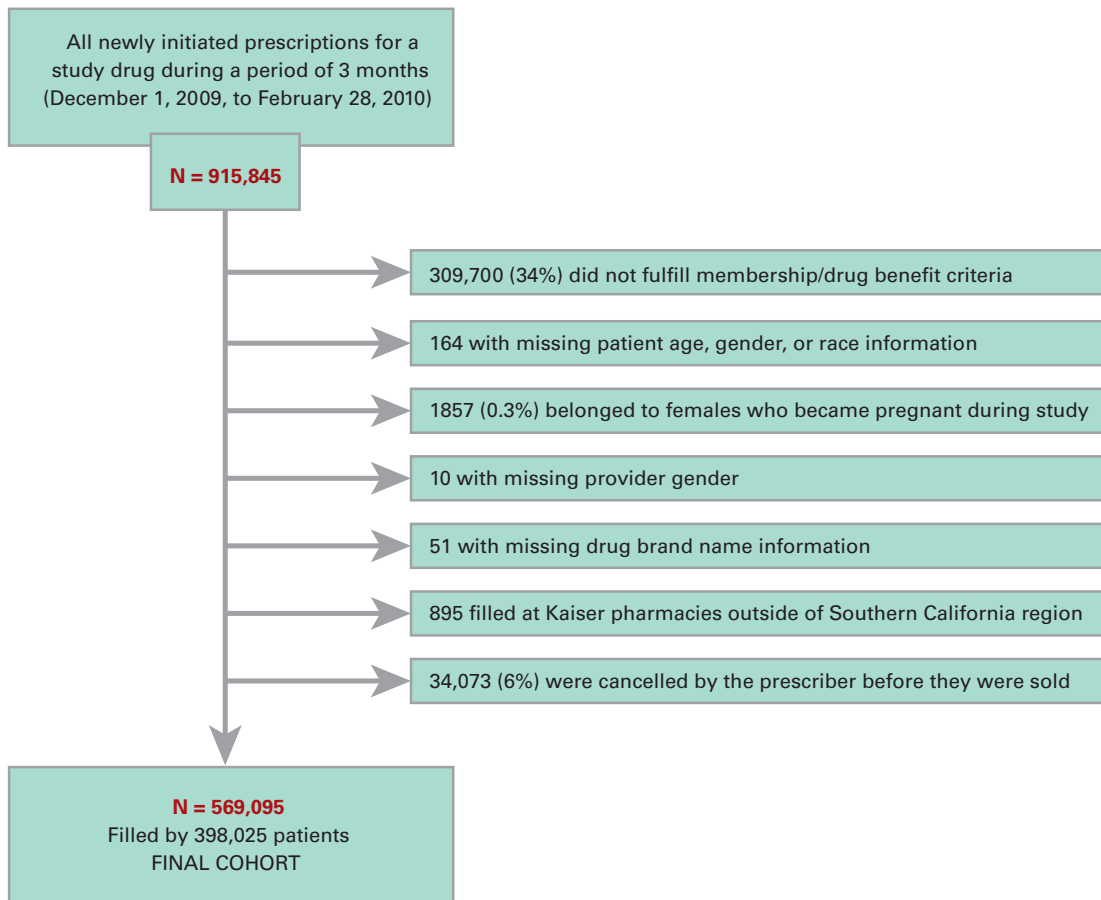 All newly initiated prescriptions for a
study drug during a period of 3 months
(December 1, 2009, to February 28, 2010)
N = 915,845
309,700 (34%) did not fulfill membership/drug benefit criteria
164 with missing patient age, gender, or race information
1857 (0.3%) belonged to females who became pregnant during study
10 with missing provider gender
51 with missing drug brand name information
895 filled at Kaiser pharmacies outside of Southern California region
34,073 (6%) were cancelled by the prescriber before they were sold
N = 569,095
Filled by 398,025 patients
FINAL COHORT